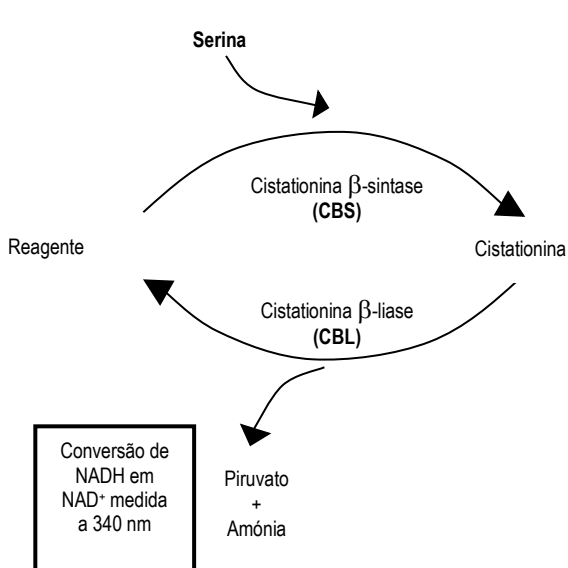 Serina
Cistationina β-sintase
(CBS)
Reagente
Cistationina
Cistationina β-liase
(CBL)
Conversão de
NADH em
NAD⁺ medida
a 340 nm
Piruvato
+
Amónia